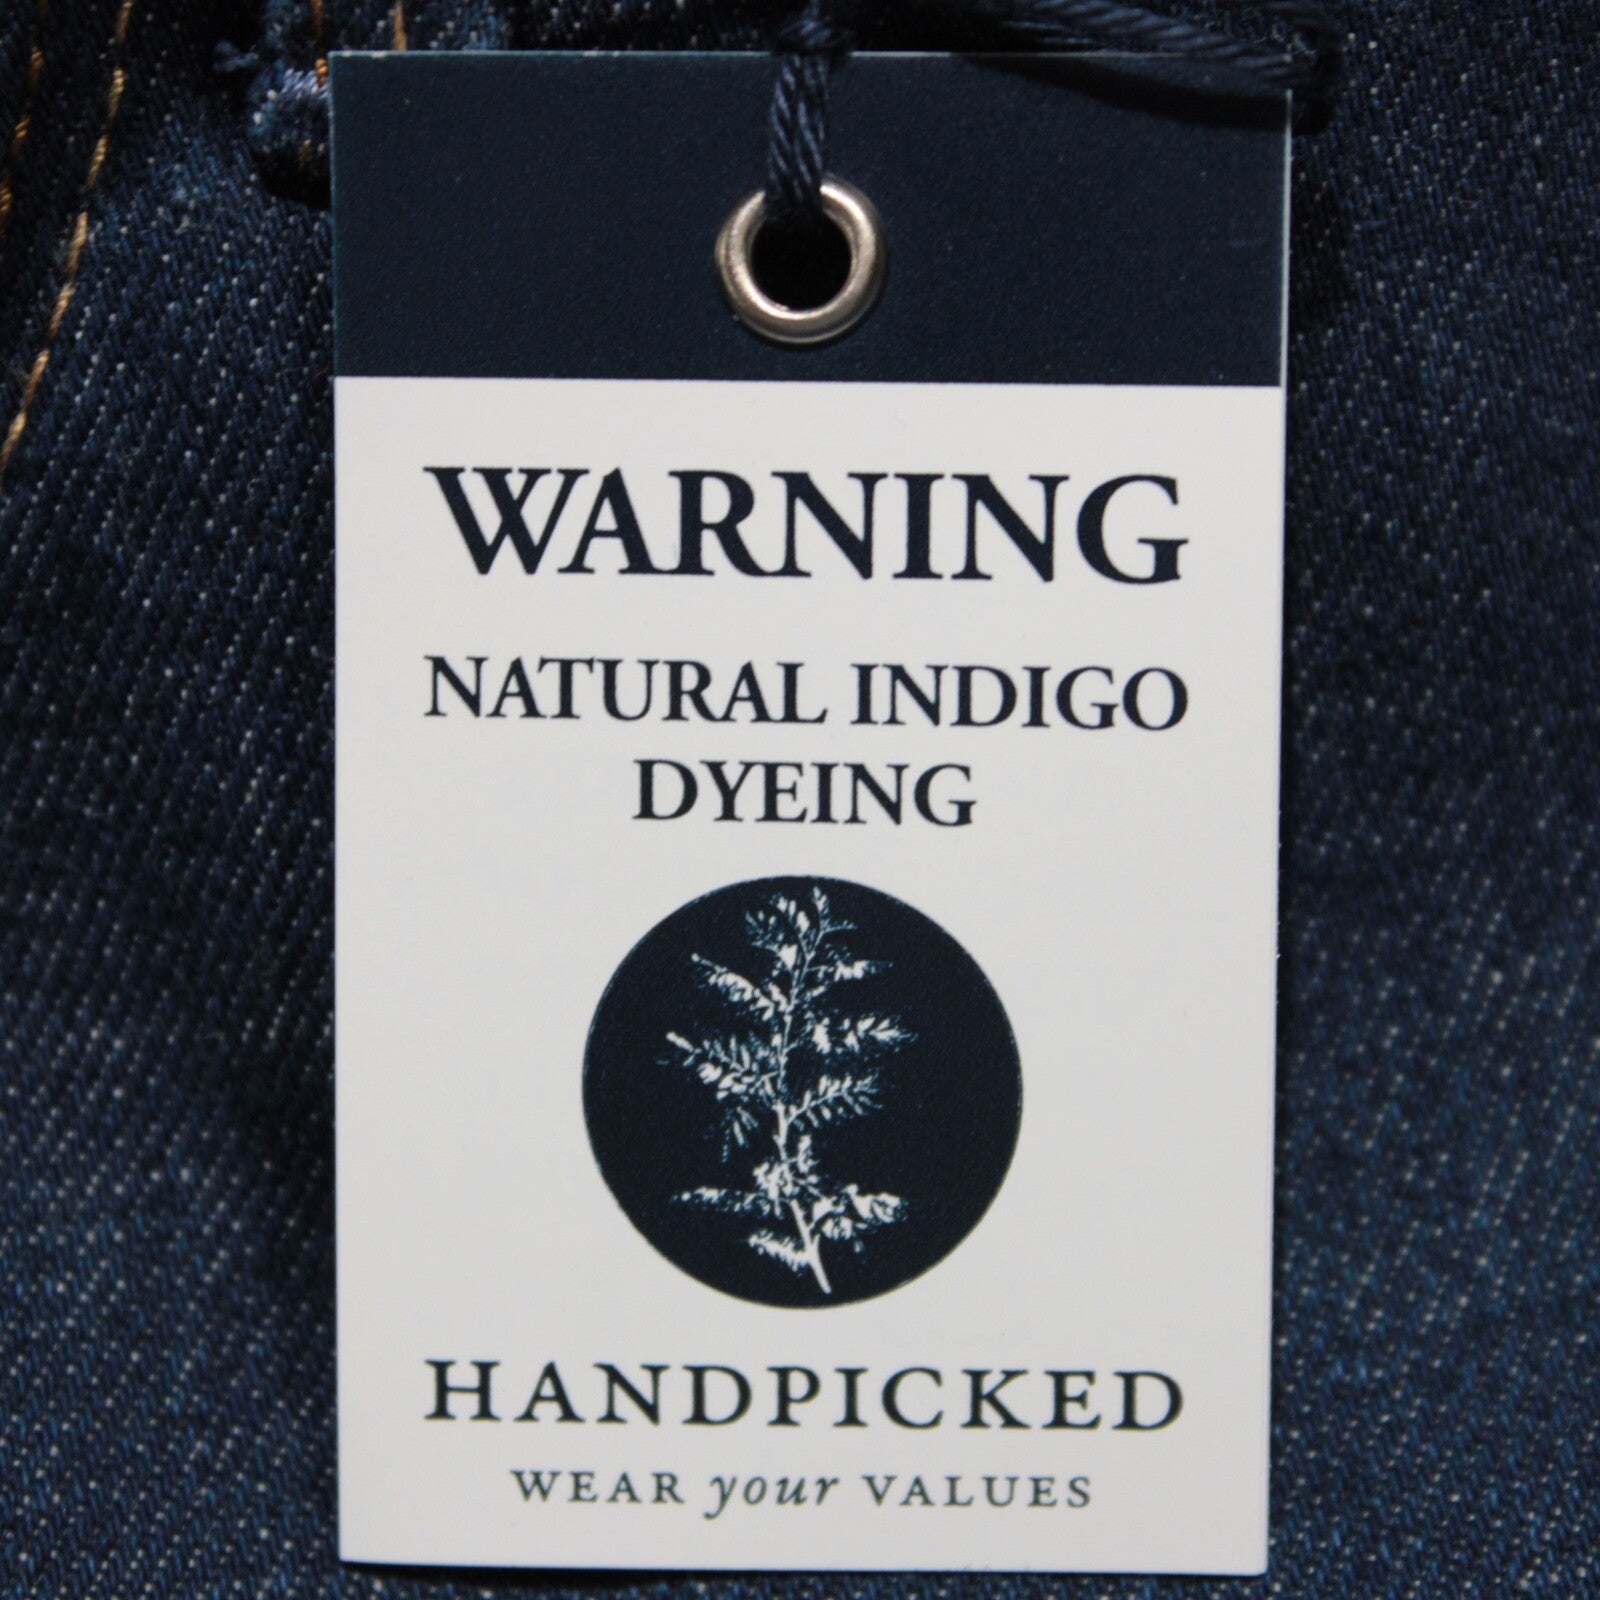 WARNING
NATURAL INDIGO
DYEING
HANDPICKED
WEAR your VALUES